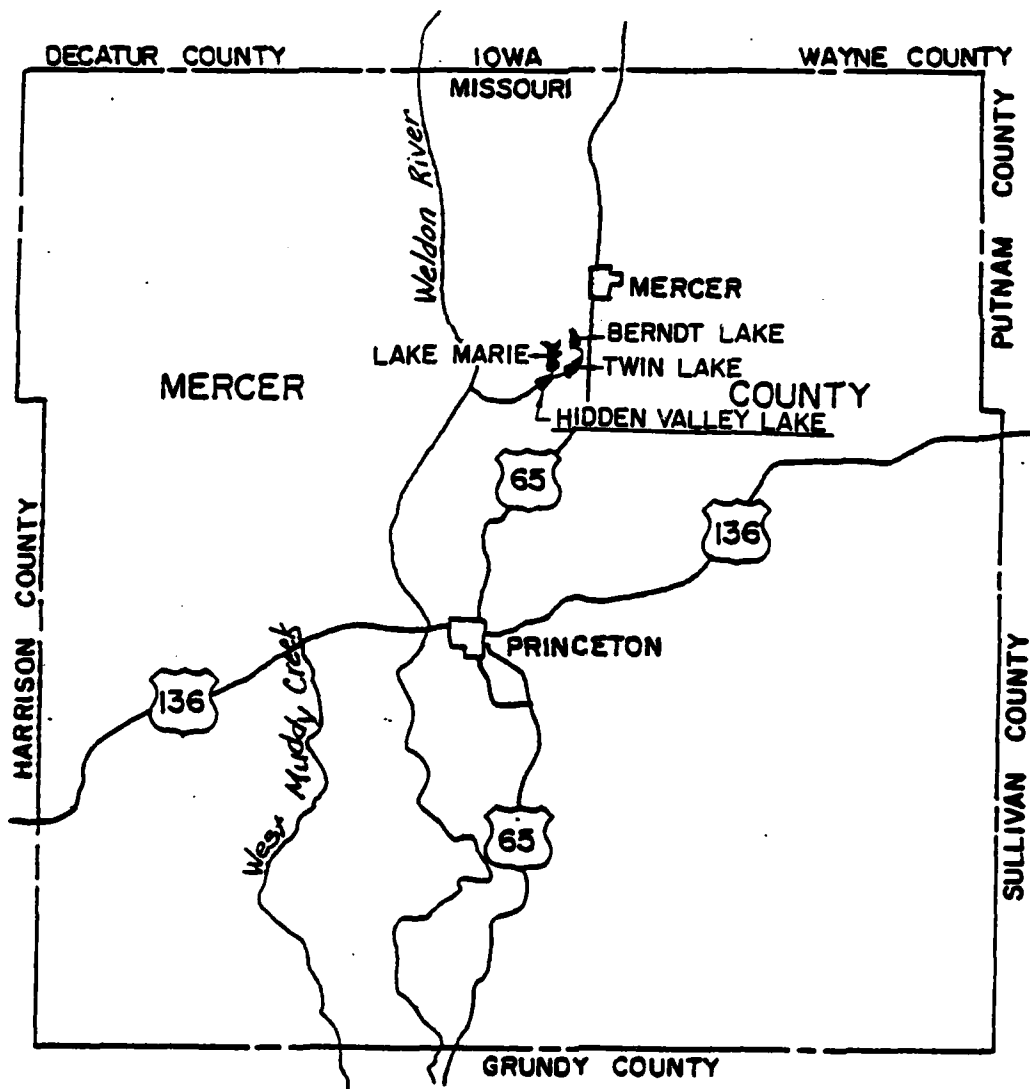 DECATUR COUNTY
IOWA
WAYNE COUNTY
MISSOURI
PUTNAM COUNTY
Weldon River
MERCER
BERNDT LAKE
LAKE MARIE
TWIN LAKE
MERCER
COUNTY
HIDDEN VALLEY LAKE
65
136
HARRISON COUNTY
PRINCETON
136
West Muddy Creek
65
SULLIVAN COUNTY
GRUNDY COUNTY